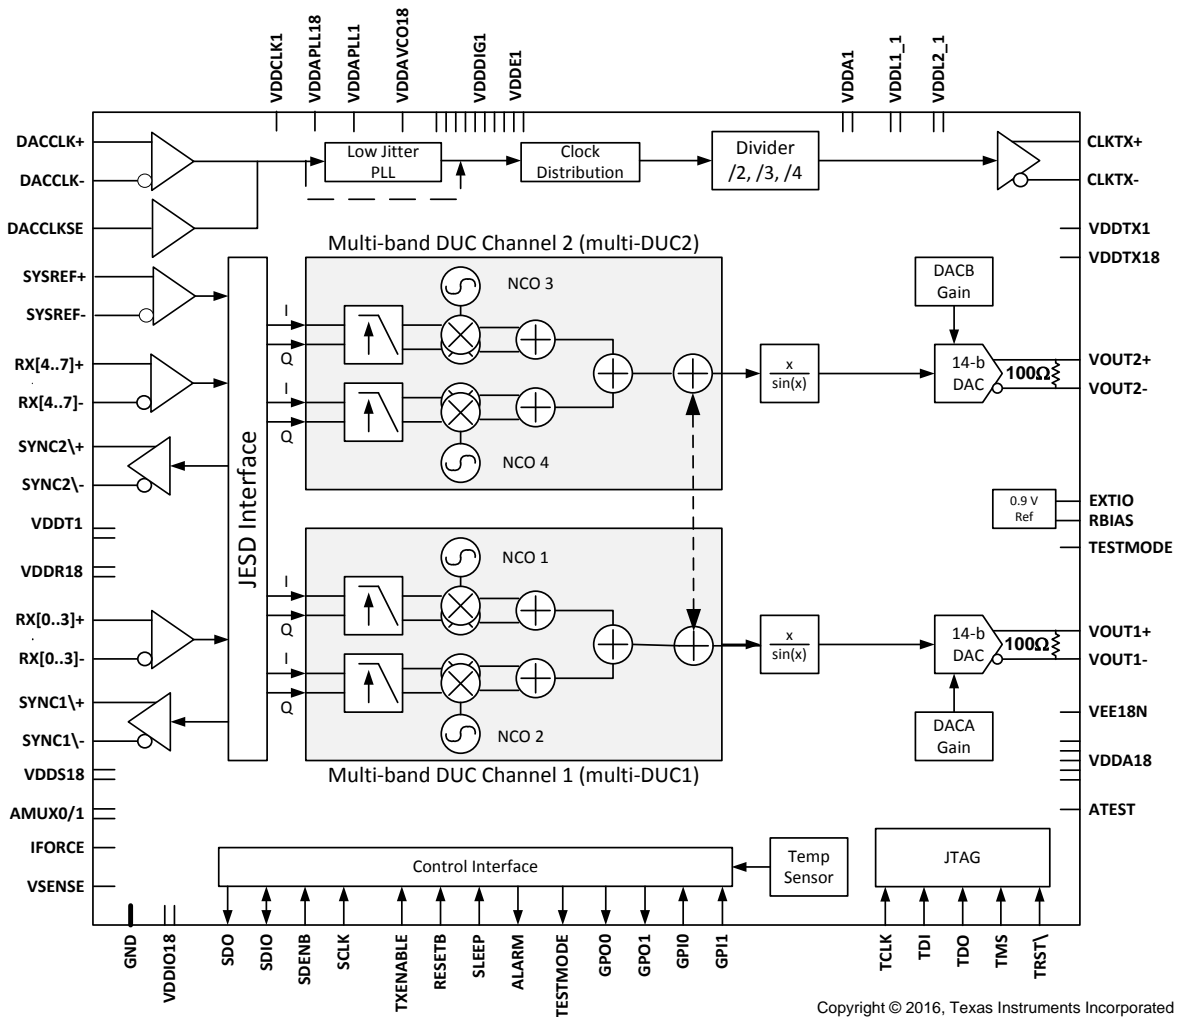 VDDCLK1
VDDAPLL18
VDDAPLL1
VDDAVCO18
VDDDIG1
VDDE1
VDDA1
VDDL1_1
VDDL2_1
DACCLK+
DACCLK-
DACCLKSE
Low Jitter
PLL
Clock
Distribution
Divider
/2, /3, /4
CLKTX+
CLKTX-
VDDTX1
VDDTX18
SYSREF+
SYSREF-
RX[4..7]+
RX[4..7]-
SYNC2\+
SYNC2\-
VDDT1
VDDR18
RX[0..3]+
RX[0..3]-
SYNC1\+
SYNC1\-
VDDS18
AMUX0/1
IFORCE
VSENSE
JESD Interface
Multi-band DUC Channel 2 (multi-DUC2)
I
Q
I
Q
NCO 3
NCO 4
x
sin(x)
DACB
Gain
14-b
DAC
100Ω
VOUT2+
VOUT2-
0.9 V
Ref
EXTIO
RBIAS
TESTMODE
I
Q
I
Q
NCO 1
NCO 2
Multi-band DUC Channel 1 (multi-DUC1)
x
sin(x)
14-b
DAC
100Ω
DACA
Gain
VOUT1+
VOUT1-
VEE18N
VDDA18
ATEST
Control Interface
Temp
Sensor
JTAG
GND
VDDIO18
SDO
SDIO
SDENB
SCLK
TXENABLE
RESETB
SLEEP
ALARM
TESTMODE
GPO0
GPO1
GPI0
GPI1
TCLK
TDI
TDO
TMS
TRST\
Copyright © 2016, Texas Instruments Incorporated